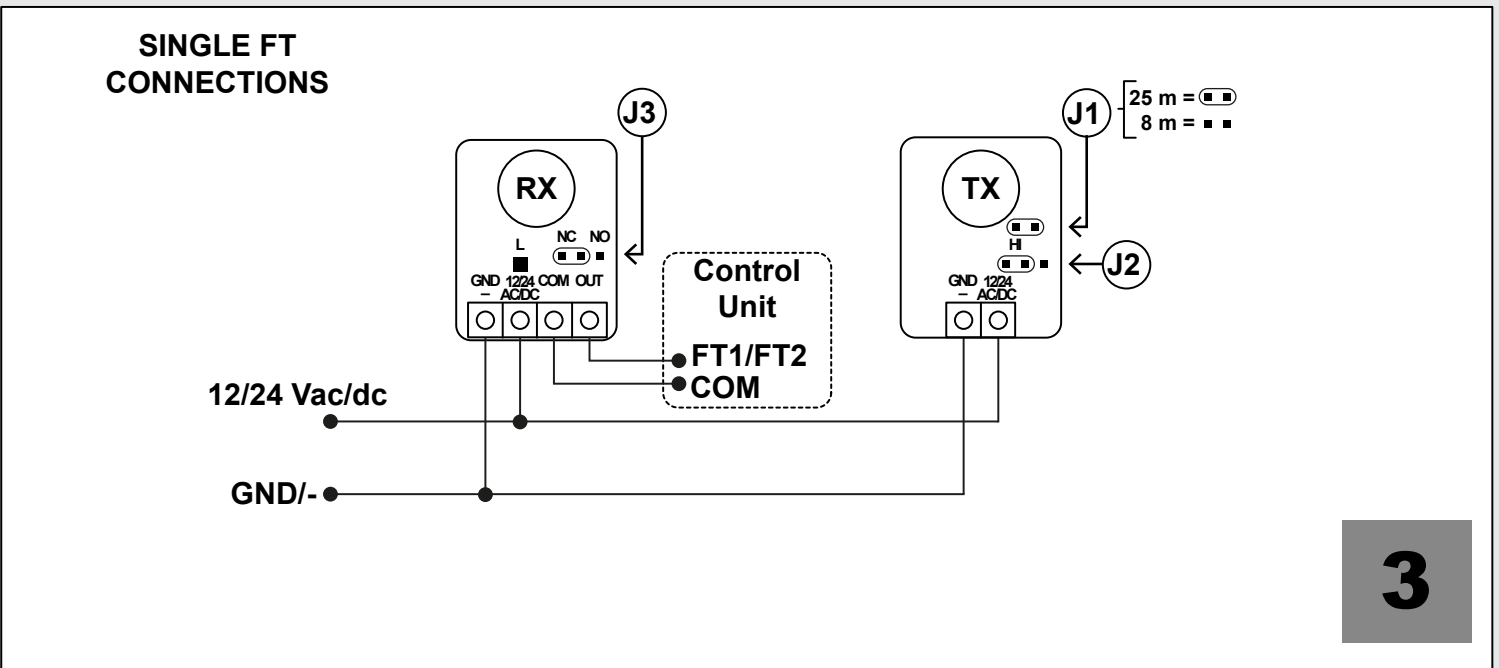 SINGLE FT
CONNECTIONS
J3
J1
25 m =
8 m =
RX
TX
L
NC NO
HI
J2
GND 12/24 COM OUT
– AC/DC
GND 12/24
– AC/DC
Control
Unit
FT1/FT2
COM
12/24 Vac/dc
GND/-
3